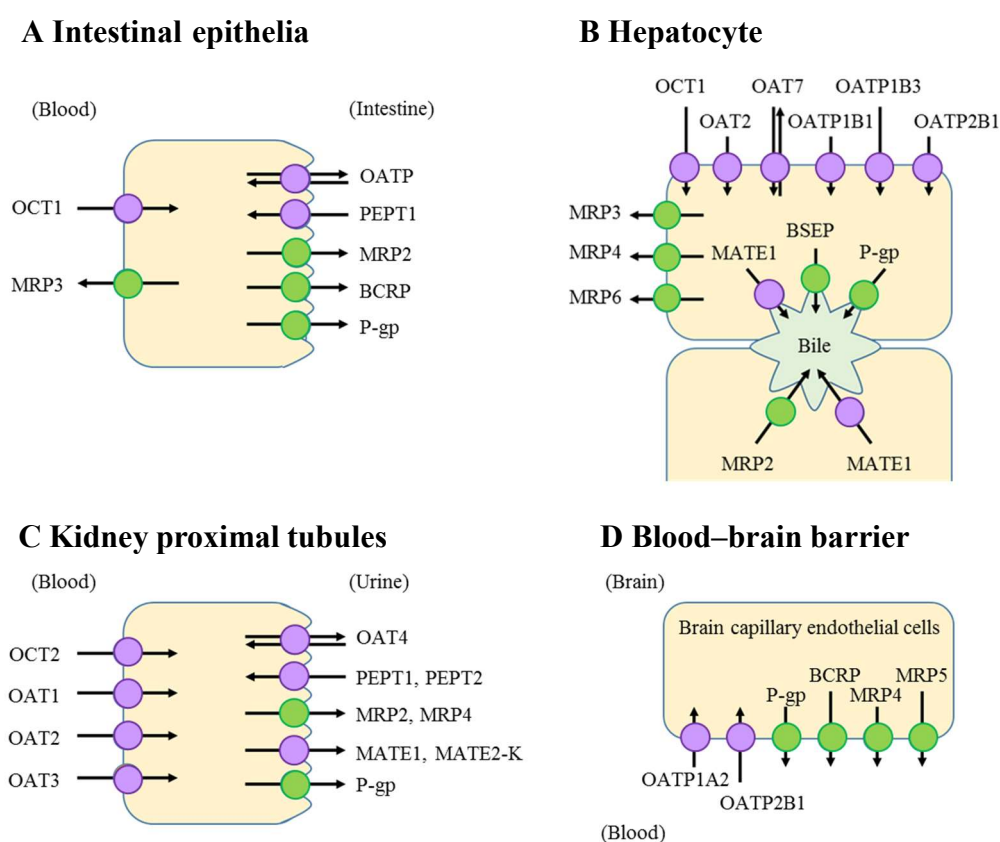 A Intestinal epithelia
(Blood)
(Intestine)
OCT1
MRP3
OATP
PEPT1
MRP2
BCRP
P-gp
B Hepatocyte
OCT1
OAT7
OATP1B3
OAT2
OATP1B1
OATP2B1
MRP3
MRP4
MRP6
BSEP
MATE1
P-gp
Bile
MRP2
MATE1
C Kidney proximal tubules
(Blood)
(Urine)
OCT2
OAT1
OAT2
OAT3
OAT4
PEPT1, PEPT2
MRP2, MRP4
MATE1, MATE2-K
P-gp
D Blood–brain barrier
(Brain)
Brain capillary endothelial cells
BCRP
MRP5
P-gp
MRP4
OATP1A2
OATP2B1
(Blood)